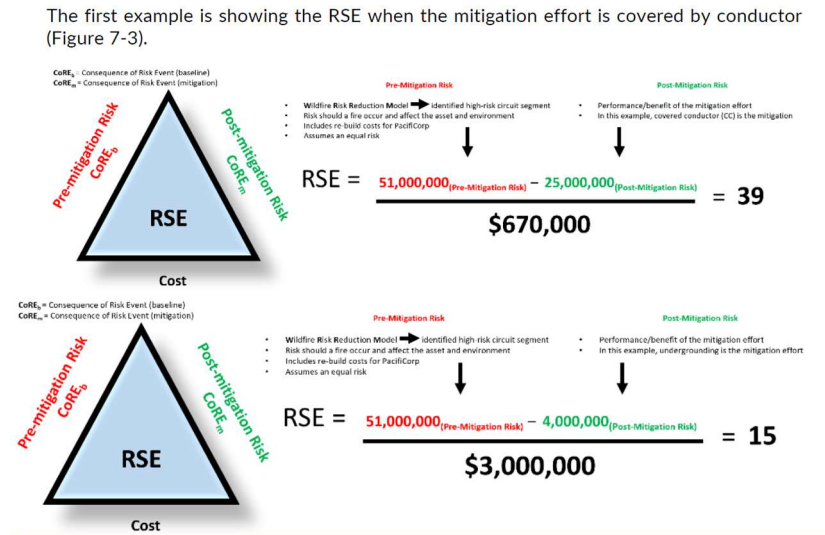 The first example is showing the RSE when the mitigation effort is covered by conductor
(Figure 7-3).
CoREb = Consequence of Risk Event (baseline)
CoREm = Consequence of Risk Event (mitigation)
Pre-mitigation Risk
CoREb
Post-mitigation Risk
CoREm
RSE
Cost
Pre-Mitigation Risk
• Wildfire Risk Reduction Model ➡ identified high-risk circuit segment
• Risk should a fire occur and affect the asset and environment
• Includes re-build costs for PacifiCorp
• Assumes an equal risk
Post-Mitigation Risk
• Performance/benefit of the mitigation effort
• In this example, covered conductor (CC) is the mitigation
RSE = 51,000,000(Pre-Mitigation Risk) – 25,000,000(Post-Mitigation Risk) = 39
$670,000
CoREb = Consequence of Risk Event (baseline)
CoREm = Consequence of Risk Event (mitigation)
Pre-mitigation Risk
CoREb
Post-mitigation Risk
CoREm
RSE
Cost
Pre-Mitigation Risk
• Wildfire Risk Reduction Model ➡ identified high-risk circuit segment
• Risk should a fire occur and affect the asset and environment
• Includes re-build costs for PacifiCorp
• Assumes an equal risk
Post-Mitigation Risk
• Performance/benefit of the mitigation effort
• In this example, undergrounding is the mitigation effort
RSE = 51,000,000(Pre-Mitigation Risk) – 4,000,000(Post-Mitigation Risk) = 15
$3,000,000